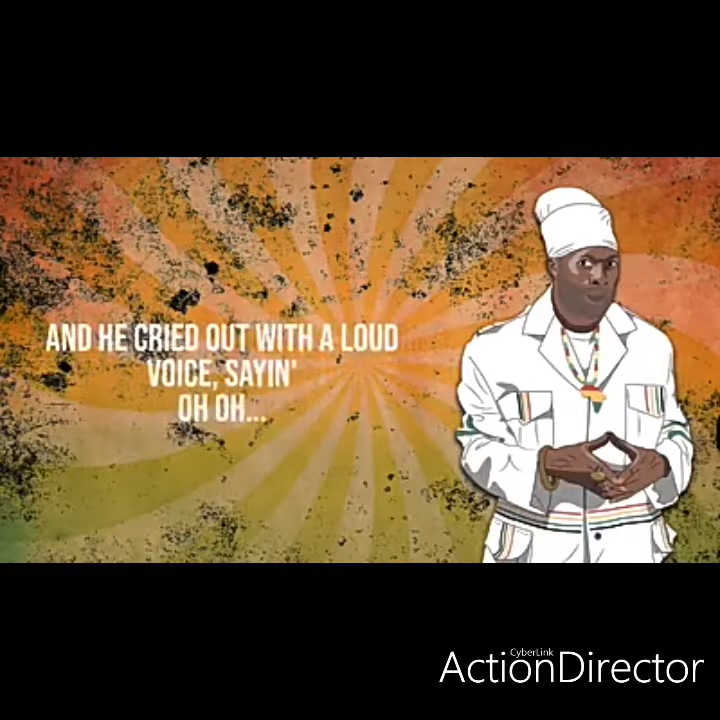 AND HE CRIED OUT WITH A LOUD
VOICE, SAYIN'
OH OH...
CyberLink
ActionDirector